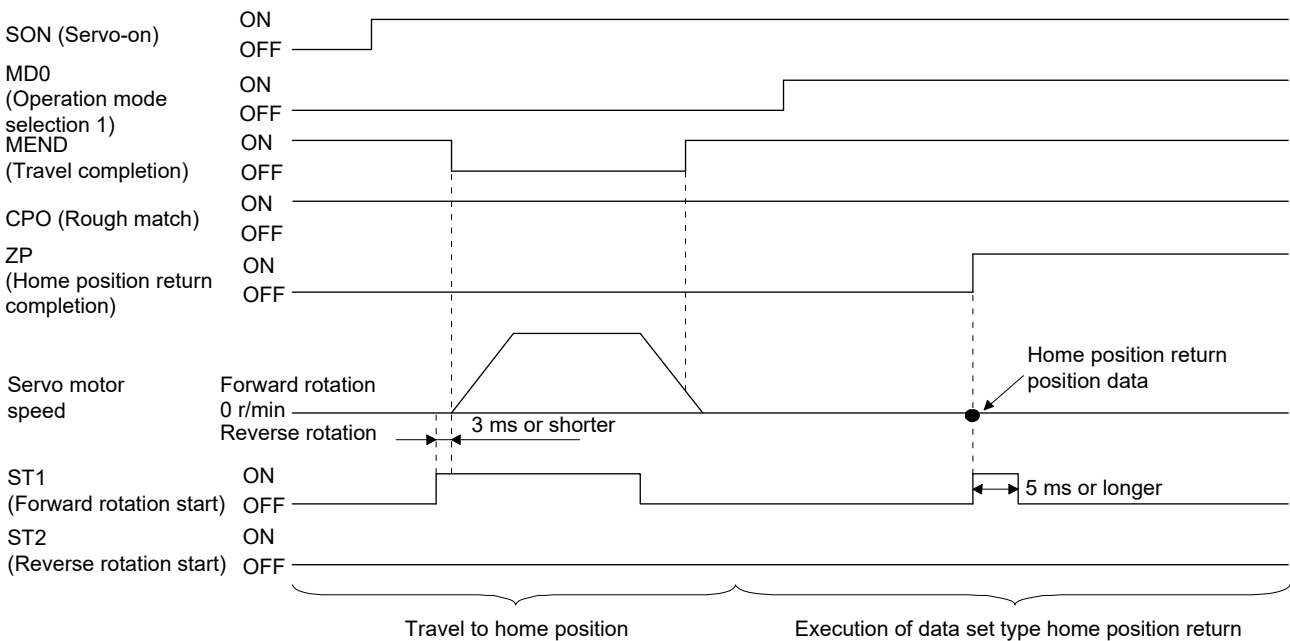 SON (Servo-on)
ON
OFF
MD0
(Operation mode
selection 1)
ON
OFF
MEND
(Travel completion)
ON
OFF
CPO (Rough match)
ON
OFF
ZP
(Home position return
completion)
ON
OFF
Home position return
position data
Servo motor
speed
Forward rotation
0 r/min
Reverse rotation
3 ms or shorter
ST1
(Forward rotation start)
ON
OFF
5 ms or longer
ST2
(Reverse rotation start)
ON
OFF
Travel to home position
Execution of data set type home position return